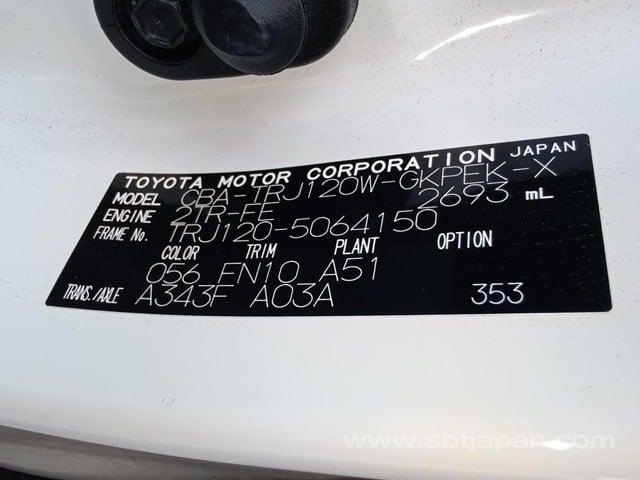 TOYOTA MOTOR CORPORATION JAPAN
MODEL CBA-TRJ120W-GKPEK-X
ENGINE 2TR-FE 2693 mL
FRAME No. TRJ120-5064150
COLOR TRIM PLANT OPTION
056 FN10 A51
TRANS./AXLE A343F A03A 353
www.sbtjapan.com